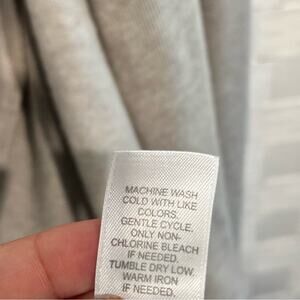 MACHINE WASH
COLD WITH LIKE
COLORS.
GENTLE CYCLE.
ONLY NON-
CHLORINE BLEACH
IF NEEDED.
TUMBLE DRY LOW.
WARM IRON
IF NEEDED.